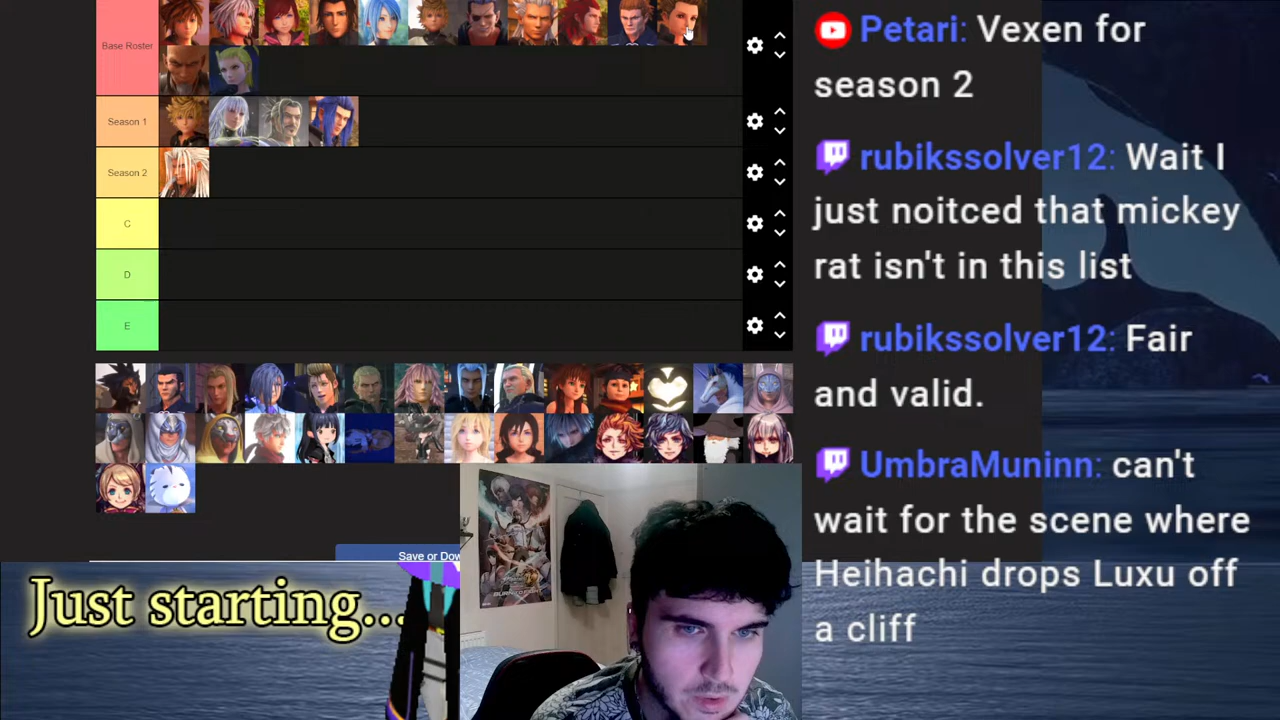 Base Roster
Season 1
Season 2
C
D
E
Save or Dow
Just starting...
Petari: Vexen for
season 2
rubikssolver12: Wait I
just noitced that mickey
rat isn't in this list
rubikssolver12: Fair
and valid.
UmbraMuninn: can't
wait for the scene where
Heihachi drops Luxu off
a cliff